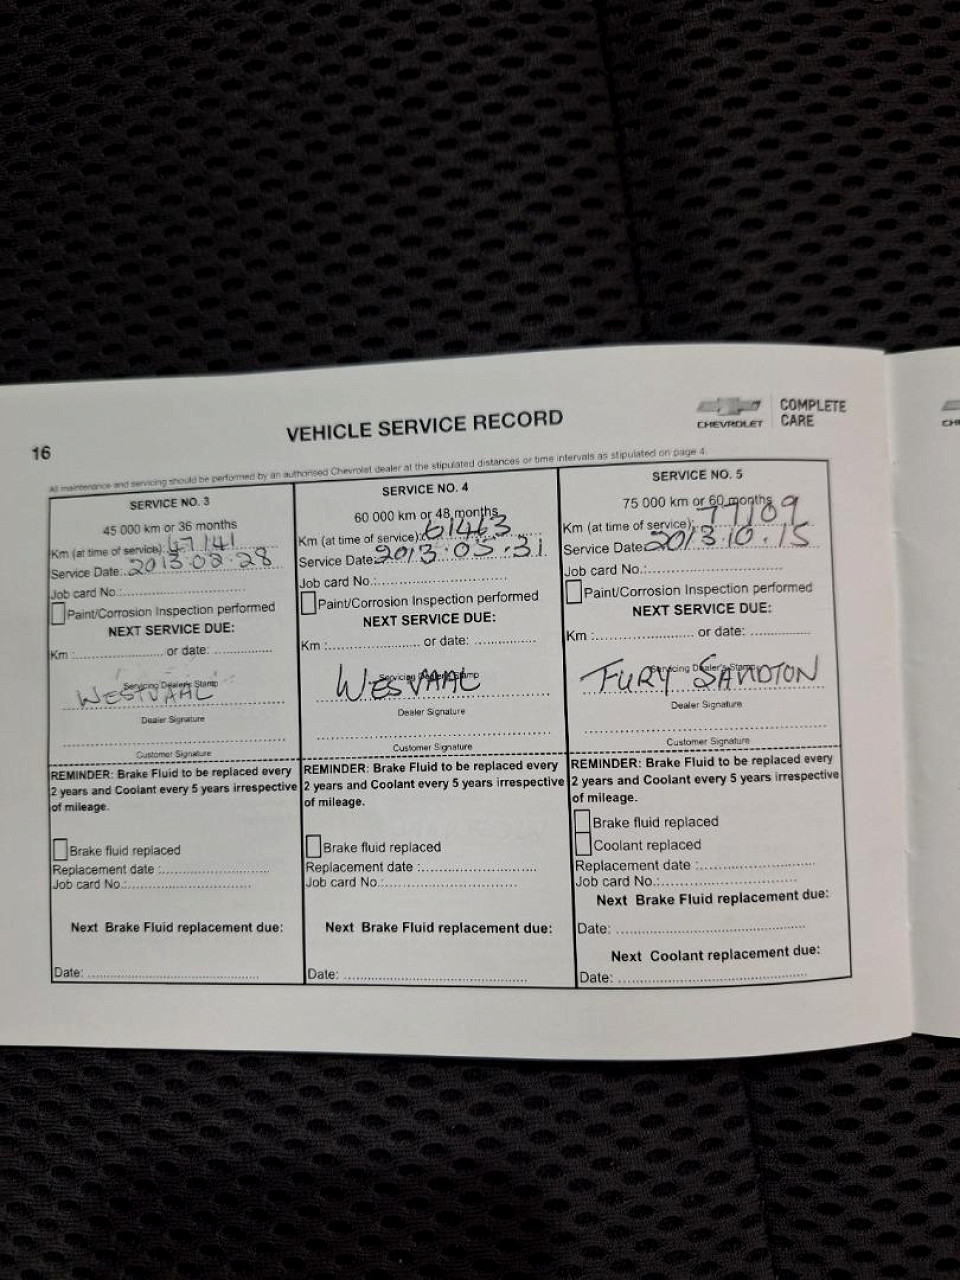 16
VEHICLE SERVICE RECORD
CHEVROLET
COMPLETE
CARE
All maintenance and servicing should be performed by an authorised Chevrolet dealer at the stipulated distances or time intervals as stipulated on page 4.
SERVICE NO. 3
45 000 km or 36 months
Km (at time of service): 47141
Service Date: 2013.02.28
Job card No.:
Paint/Corrosion Inspection performed
NEXT SERVICE DUE:
Km : or date:
Servicing Dealer's Stamp
WESTVAAL
Dealer Signature
Customer Signature
REMINDER: Brake Fluid to be replaced every
2 years and Coolant every 5 years irrespective
of mileage.
Brake fluid replaced
Replacement date :
Job card No.:
Next Brake Fluid replacement due:
Date:
SERVICE NO. 4
60 000 km or 48 months
Km (at time of service): 61463
Service Date: 2013.05.31
Job card No.:
Paint/Corrosion Inspection performed
NEXT SERVICE DUE:
Km : or date:
Servicing Dealer's Stamp
WESVAAL
Dealer Signature
Customer Signature
REMINDER: Brake Fluid to be replaced every
2 years and Coolant every 5 years irrespective
of mileage.
Brake fluid replaced
Replacement date :
Job card No.:
Next Brake Fluid replacement due:
Date:
SERVICE NO. 5
75 000 km or 60 months
Km (at time of service): 77109
Service Date: 2013.10.15
Job card No.:
Paint/Corrosion Inspection performed
NEXT SERVICE DUE:
Km : or date:
Servicing Dealer's Stamp
FURY SANDTON
Dealer Signature
Customer Signature
REMINDER: Brake Fluid to be replaced every
2 years and Coolant every 5 years irrespective
of mileage.
Brake fluid replaced
Coolant replaced
Replacement date :
Job card No.:
Next Brake Fluid replacement due:
Date:
Next Coolant replacement due:
Date: